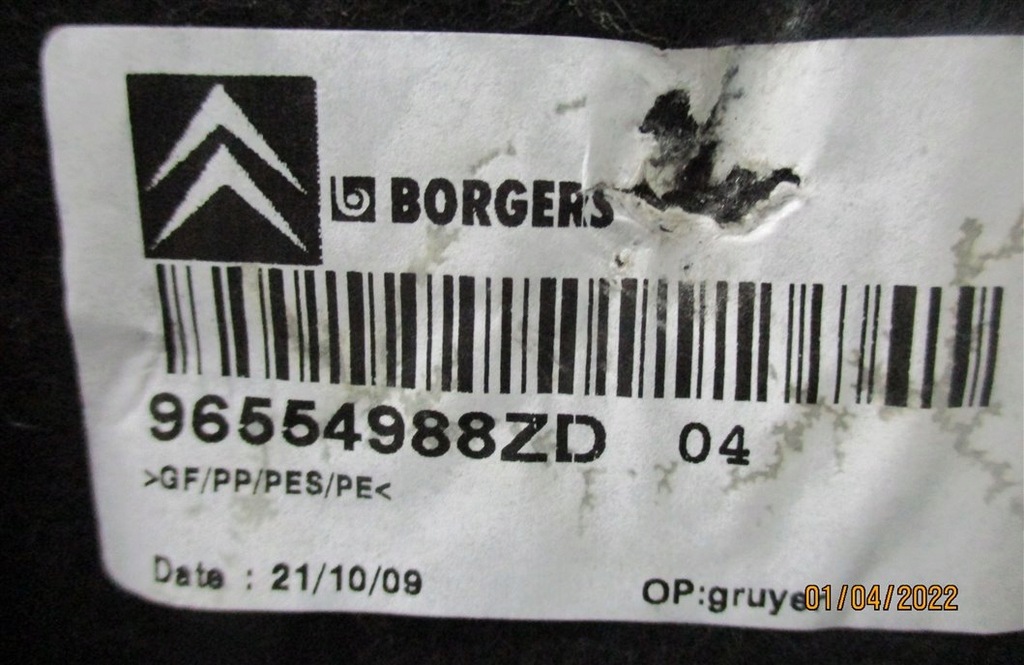 BORGERS
96554988ZD 04
>GF/PP/PES/PE<
Date : 21/10/09
OP:gruye
01/04/2022